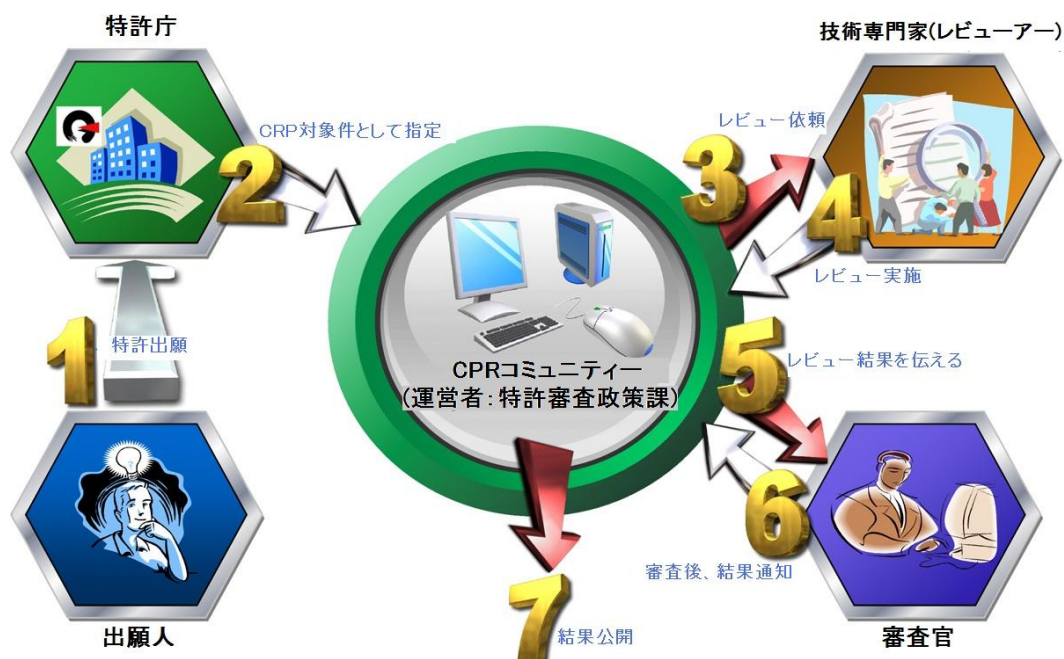 特許庁
技術専門家(レビューアー)
2
CRP対象件として指定
3
レビュー依頼
4
レビュー実施
1
特許出願
CPRコミュニティー
(運営者:特許審査政策課)
5
レビュー結果を伝える
6
審査後、結果通知
7
結果公開
出願人
審査官